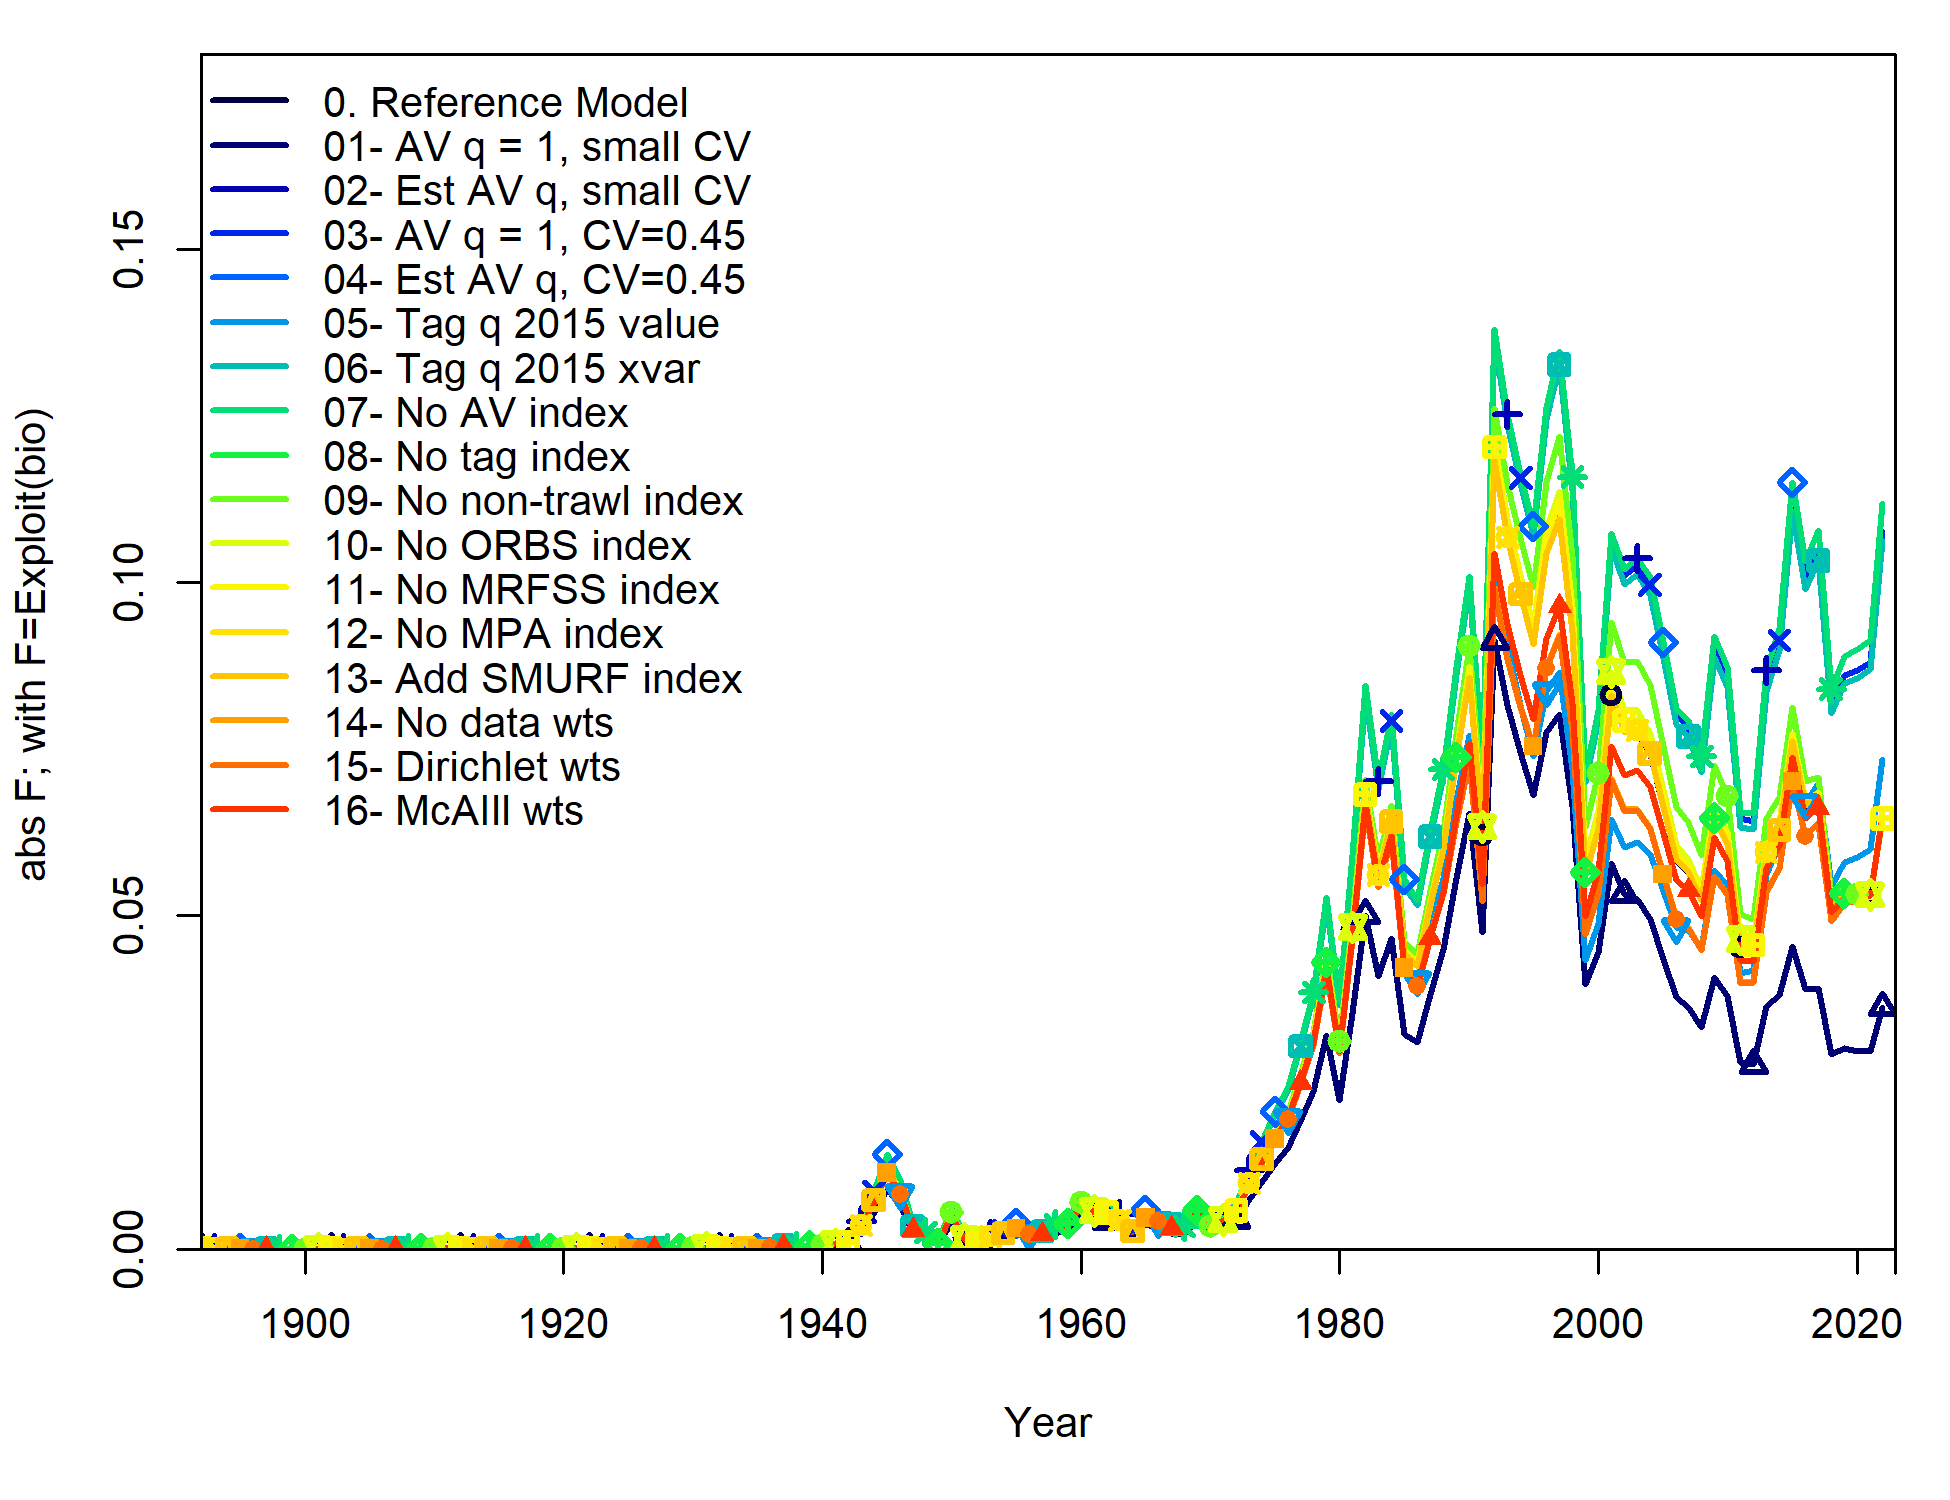 0. Reference Model
01- AV q = 1, small CV
02- Est AV q, small CV
03- AV q = 1, CV=0.45
04- Est AV q, CV=0.45
05- Tag q 2015 value
06- Tag q 2015 xvar
07- No AV index
08- No tag index
09- No non-trawl index
10- No ORBS index
11- No MRFSS index
12- No MPA index
13- Add SMURF index
14- No data wts
15- Dirichlet wts
16- McAlll wts
abs F; with F=Exploit(bio)
0.15
0.10
0.05
0.00
1900 1920 1940 1960 1980 2000 2020
Year